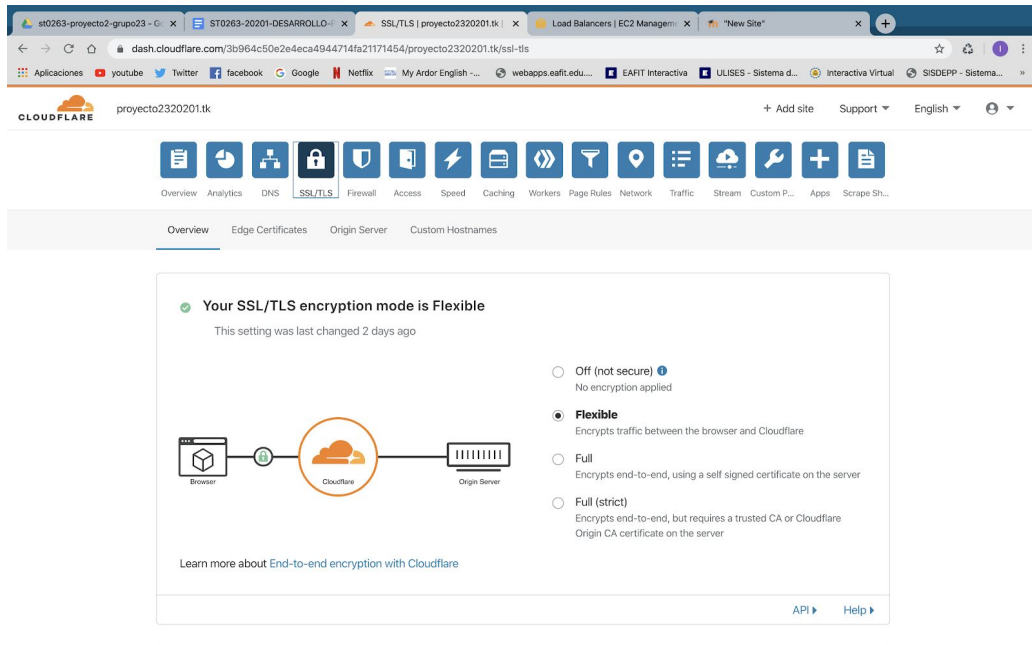 st0263-proyecto2-grupo23 - Go
ST0263-20201-DESARROLLO-P
SSL/TLS | proyecto2320201.tk |
Load Balancers | EC2 Managem
"New Site"
dash.cloudflare.com/3b964c50e2e4eca4944714fa21171454/proyecto2320201.tk/ssl-tls
Aplicaciones youtube Twitter facebook Google Netflix My Ardor English -... webapps.eafit.edu.... EAFIT Interactiva ULISES - Sistema d... Interactiva Virtual SISDEPP - Sistema... »
CLOUDFLARE
proyecto2320201.tk
+ Add site Support English
Overview Analytics DNS SSL/TLS Firewall Access Speed Caching Workers Page Rules Network Traffic Stream Custom P... Apps Scrape Sh...
Overview Edge Certificates Origin Server Custom Hostnames
Your SSL/TLS encryption mode is Flexible
This setting was last changed 2 days ago
Browser
Cloudflare
Origin Server
Off (not secure)
No encryption applied
Flexible
Encrypts traffic between the browser and Cloudflare
Full
Encrypts end-to-end, using a self signed certificate on the server
Full (strict)
Encrypts end-to-end, but requires a trusted CA or Cloudflare
Origin CA certificate on the server
Learn more about End-to-end encryption with Cloudflare
API Help